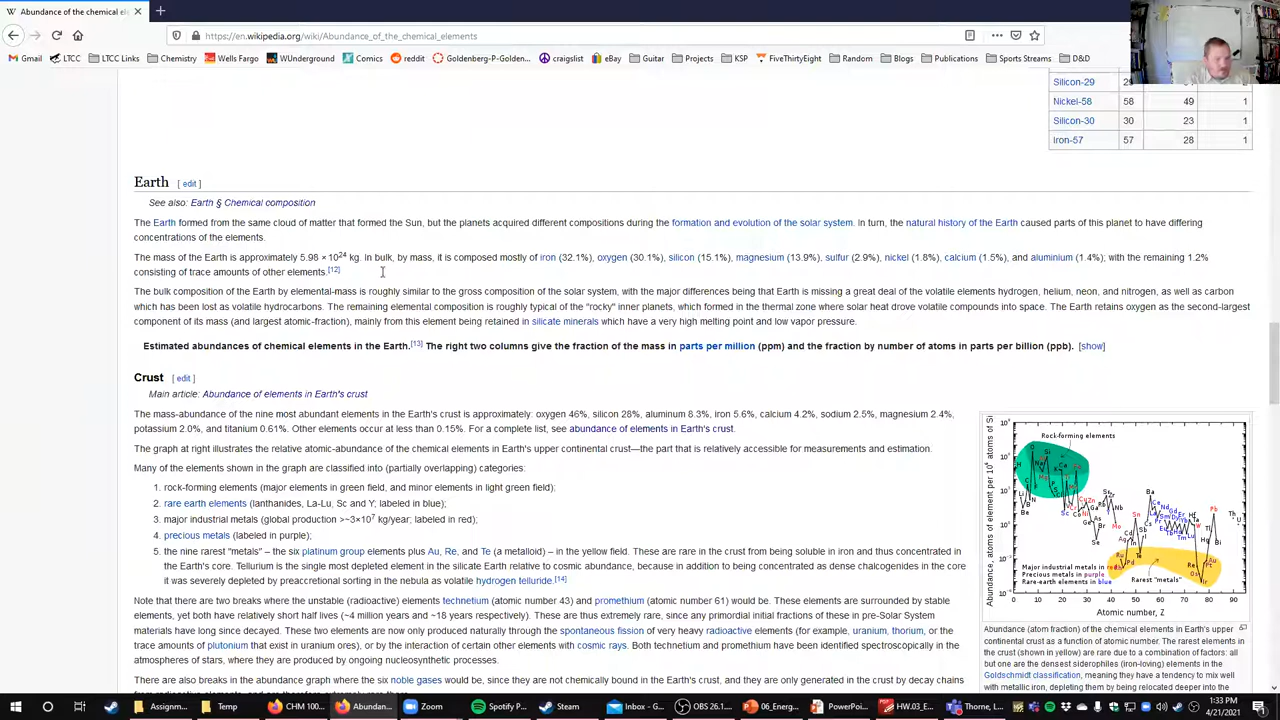 Abundance of the chemical ele
https://en.wikipedia.org/wiki/Abundance_of_the_chemical_elements
Gmail LTCC LTCC Links Chemistry Wells Fargo WUnderground Comics reddit Goldenberg-P-Golden... craigslist eBay Guitar Projects KSP FiveThirtyEight Random Blogs Publications Sports Streams D&D
Silicon-29
Nickel-58 58 49 1
Silicon-30 30 23 1
Iron-57 57 28 1
Earth [ edit ]
See also: Earth § Chemical composition
The Earth formed from the same cloud of matter that formed the Sun, but the planets acquired different compositions during the formation and evolution of the solar system. In turn, the natural history of the Earth caused parts of this planet to have differing
concentrations of the elements.
The mass of the Earth is approximately 5.98 × 10²⁴ kg. In bulk, by mass, it is composed mostly of iron (32.1%), oxygen (30.1%), silicon (15.1%), magnesium (13.9%), sulfur (2.9%), nickel (1.8%), calcium (1.5%), and aluminium (1.4%); with the remaining 1.2%
consisting of trace amounts of other elements.[12]
The bulk composition of the Earth by elemental-mass is roughly similar to the gross composition of the solar system, with the major differences being that Earth is missing a great deal of the volatile elements hydrogen, helium, neon, and nitrogen, as well as carbon
which has been lost as volatile hydrocarbons. The remaining elemental composition is roughly typical of the "rocky" inner planets, which formed in the thermal zone where solar heat drove volatile compounds into space. The Earth retains oxygen as the second-largest
component of its mass (and largest atomic-fraction), mainly from this element being retained in silicate minerals which have a very high melting point and low vapor pressure.
Estimated abundances of chemical elements in the Earth.[13] The right two columns give the fraction of the mass in parts per million (ppm) and the fraction by number of atoms in parts per billion (ppb). [show]
Crust [ edit ]
Main article: Abundance of elements in Earth's crust
The mass-abundance of the nine most abundant elements in the Earth's crust is approximately: oxygen 46%, silicon 28%, aluminum 8.3%, iron 5.6%, calcium 4.2%, sodium 2.5%, magnesium 2.4%,
potassium 2.0%, and titanium 0.61%. Other elements occur at less than 0.15%. For a complete list, see abundance of elements in Earth's crust.
The graph at right illustrates the relative atomic-abundance of the chemical elements in Earth's upper continental crust—the part that is relatively accessible for measurements and estimation.
Many of the elements shown in the graph are classified into (partially overlapping) categories:
1. rock-forming elements (major elements in green field, and minor elements in light green field);
2. rare earth elements (lanthanides, La-Lu, Sc and Y; labeled in blue);
3. major industrial metals (global production >~3×10⁷ kg/year; labeled in red);
4. precious metals (labeled in purple);
5. the nine rarest "metals" – the six platinum group elements plus Au, Re, and Te (a metalloid) – in the yellow field. These are rare in the crust from being soluble in iron and thus concentrated
in the Earth's core. Tellurium is the single most depleted element in the silicate Earth relative to cosmic abundance, because in addition to being concentrated as dense chalcogenides in the core
it was severely depleted by preaccretional sorting in the nebula as volatile hydrogen telluride.[14]
Note that there are two breaks where the unstable (radioactive) elements technetium (atomic number 43) and promethium (atomic number 61) would be. These elements are surrounded by stable
elements, yet both have relatively short half lives (~4 million years and ~18 years respectively). These are thus extremely rare, since any primordial initial fractions of these in pre-Solar System
materials have long since decayed. These two elements are now only produced naturally through the spontaneous fission of very heavy radioactive elements (for example, uranium, thorium, or the
trace amounts of plutonium that exist in uranium ores), or by the interaction of certain other elements with cosmic rays. Both technetium and promethium have been identified spectroscopically in the
atmospheres of stars, where they are produced by ongoing nucleosynthetic processes.
There are also breaks in the abundance graph where the six noble gases would be, since they are not chemically bound in the Earth's crust, and they are only generated in the crust by decay chains
Abundance, atoms of element per 10⁶ atoms of Si
Rock-forming elements
Major industrial metals in red
Precious metals in purple
Rare-earth elements in blue
Rarest "metals"
0 10 20 30 40 50 60 70 80 90
Atomic number, Z
Abundance (atom fraction) of the chemical elements in Earth's upper
continental crust as a function of atomic number. The rarest elements in
the crust (shown in yellow) are rare due to a combination of factors: all
but one are the densest siderophiles (iron-loving) elements in the
Goldschmidt classification, meaning they have a tendency to mix
well with metallic iron, depleting them by being relocated deeper into
Assignm... Temp CHM 100... Abundan... Zoom Spotify P... Steam Inbox - G... OBS 26.1... 06_Energ... PowerPoi... HW.03_E... Thorne, L...
1:33 PM
4/21/2021